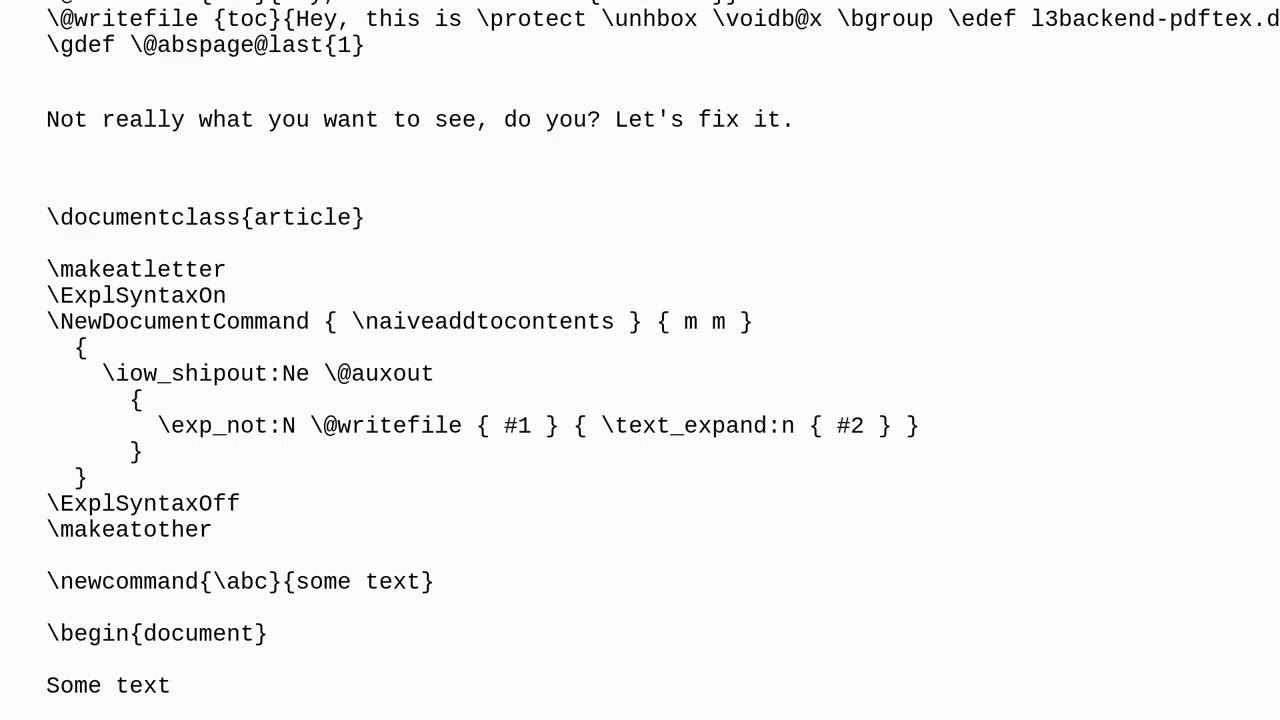 \@writefile {toc}{Hey, this is \protect \unhbox \voidb@x \bgroup \edef l3backend-pdftex.d
\gdef \@abspage@last{1}
Not really what you want to see, do you? Let's fix it.
\documentclass{article}
\makeatletter
\ExplSyntaxOn
\NewDocumentCommand { \naiveaddtocontents } { m m }
{
\iow_shipout:Ne \@auxout
{
\exp_not:N \@writefile { #1 } { \text_expand:n { #2 } }
}
}
\ExplSyntaxOff
\makeatother
\newcommand{\abc}{some text}
\begin{document}
Some text